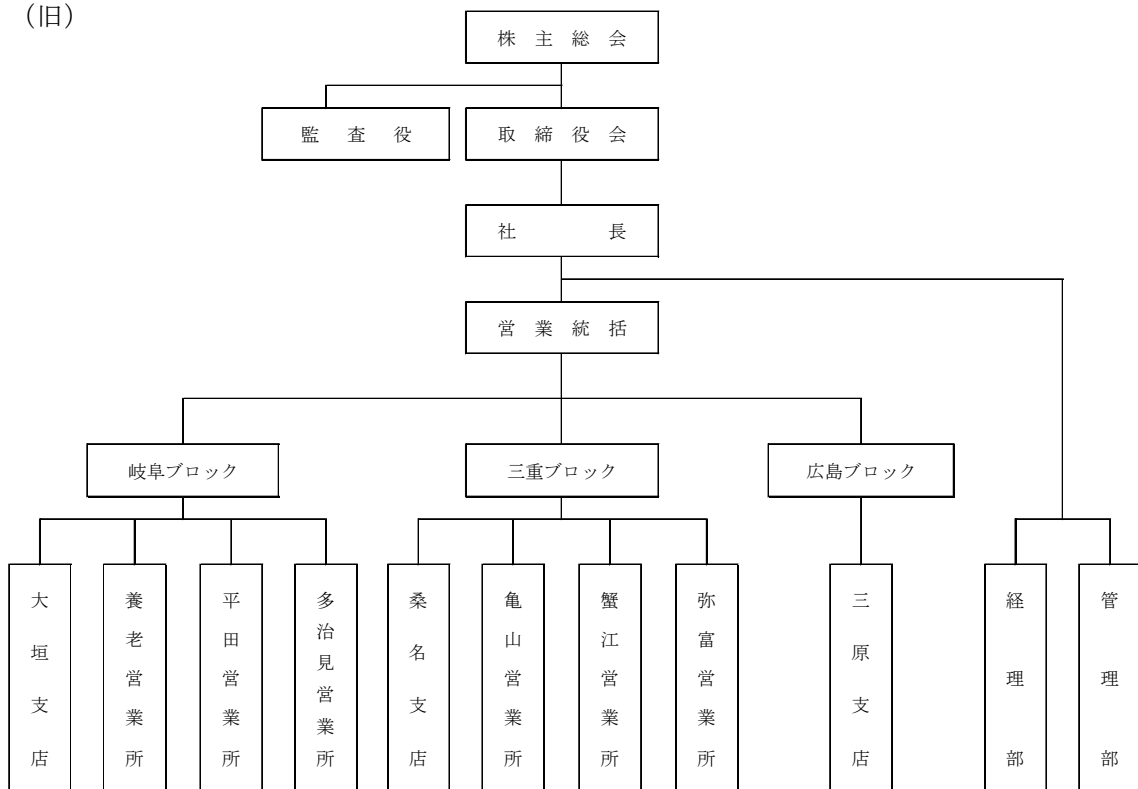 （旧）
株主総会
監査役
取締役会
社長
営業統括
岐阜ブロック
三重ブロック
広島ブロック
大垣支店
養老営業所
平田営業所
多治見営業所
桑名支店
亀山営業所
蟹江営業所
弥富営業所
三原支店
経理部
管理部